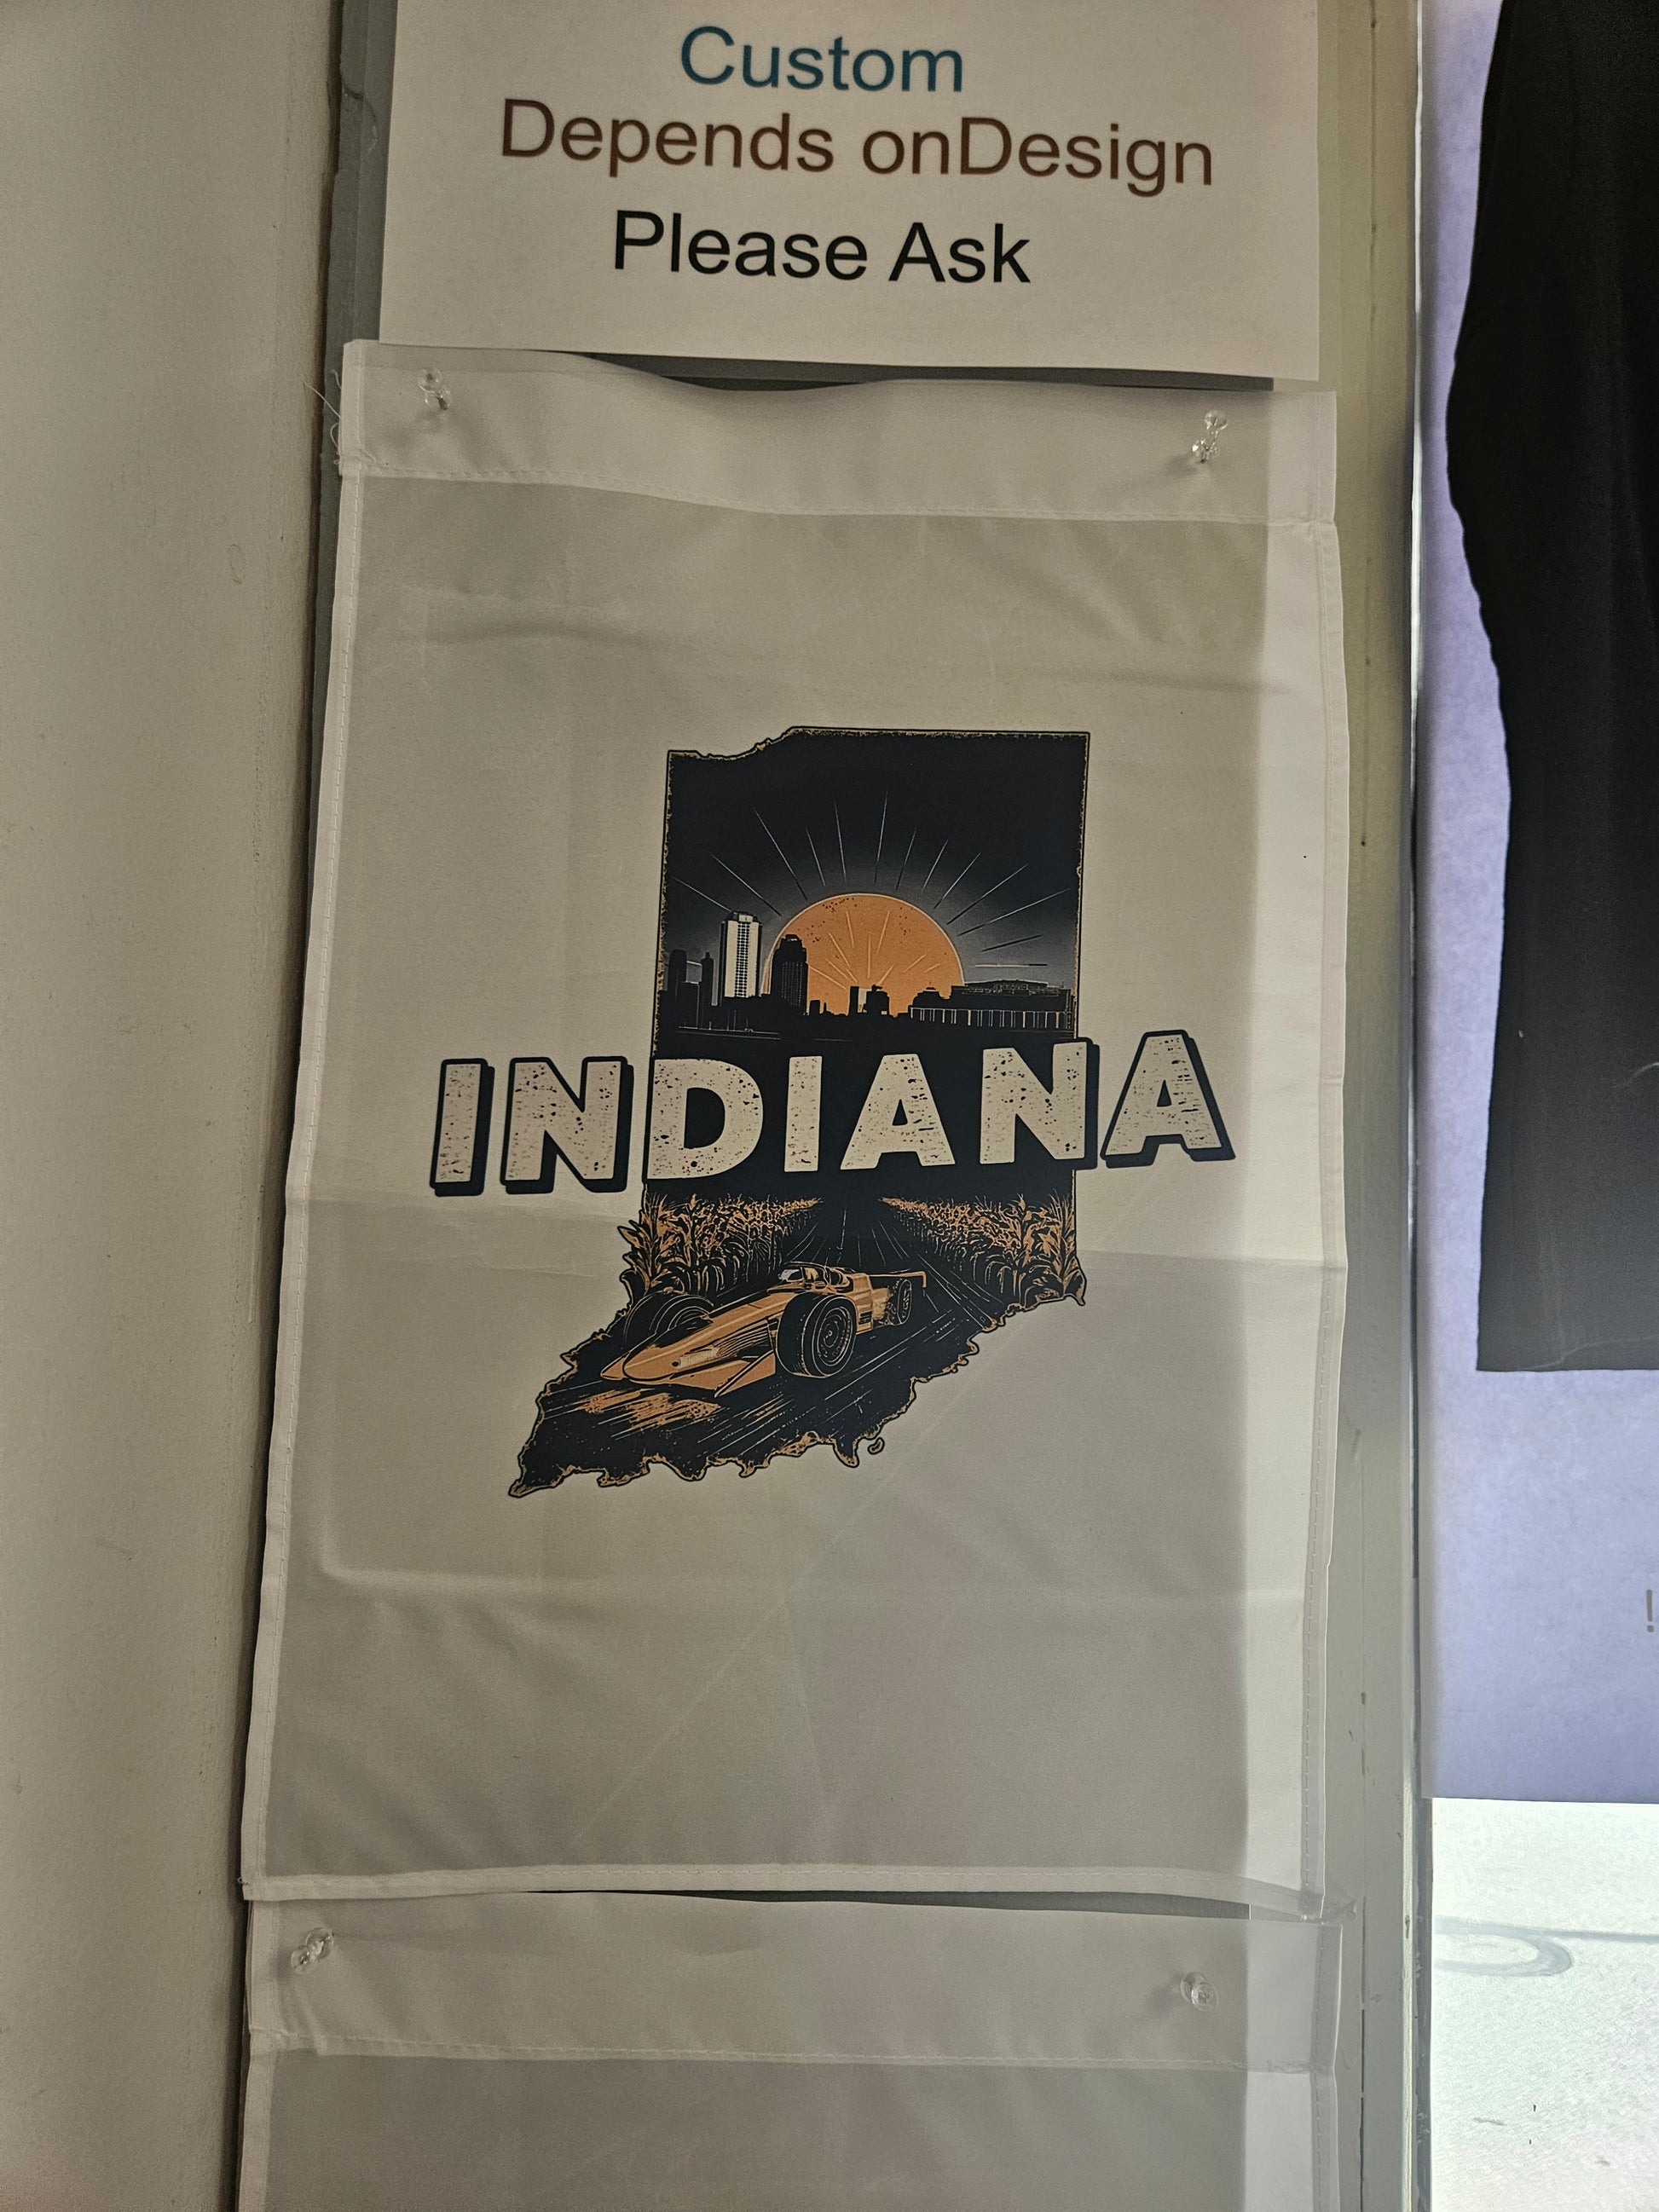 Custom
Depends onDesign
Please Ask
INDIANA
!